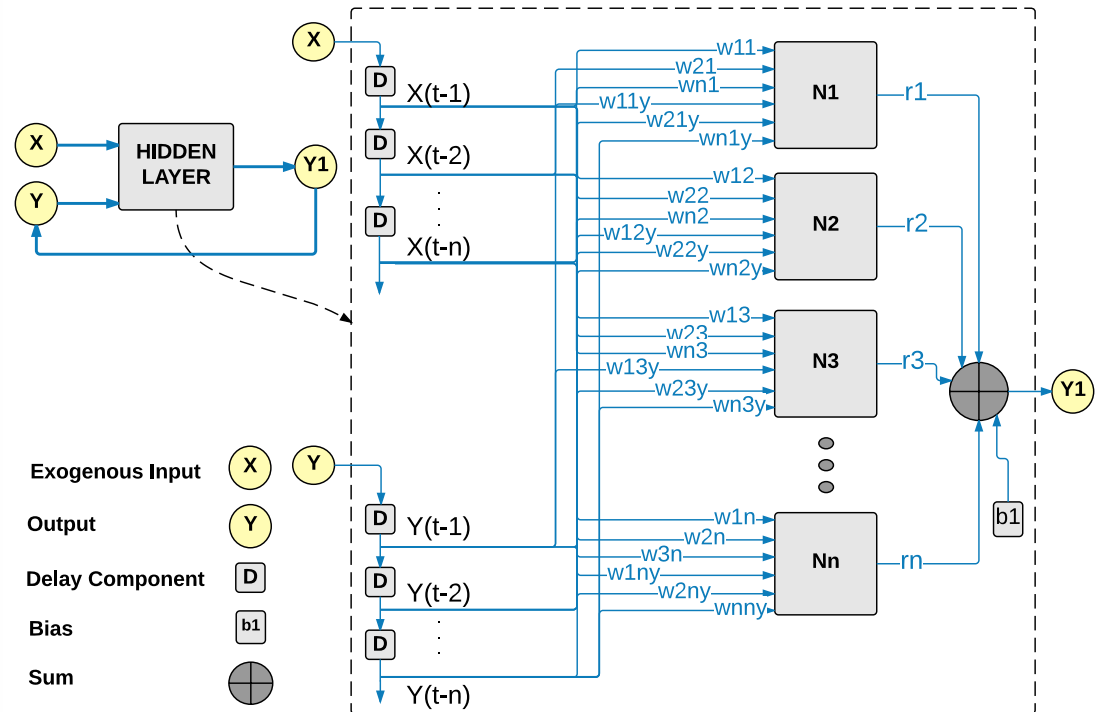 X
Y
HIDDEN
LAYER
Y1
X
D
X(t-1)
D
X(t-2)
D
X(t-n)
Y
D
Y(t-1)
D
Y(t-2)
D
Y(t-n)
w11
w21
wn1
w11y
w21y
wn1y
N1
r1
w12
w22
wn2
w12y
w22y
wn2y
N2
r2
w13
w23
wn3
w13y
w23y
wn3y
N3
r3
w1n
w2n
w3n
w1ny
w2ny
wnny
Nn
rn
b1
Y1
Exogenous Input X
Output Y
Delay Component D
Bias b1
Sum